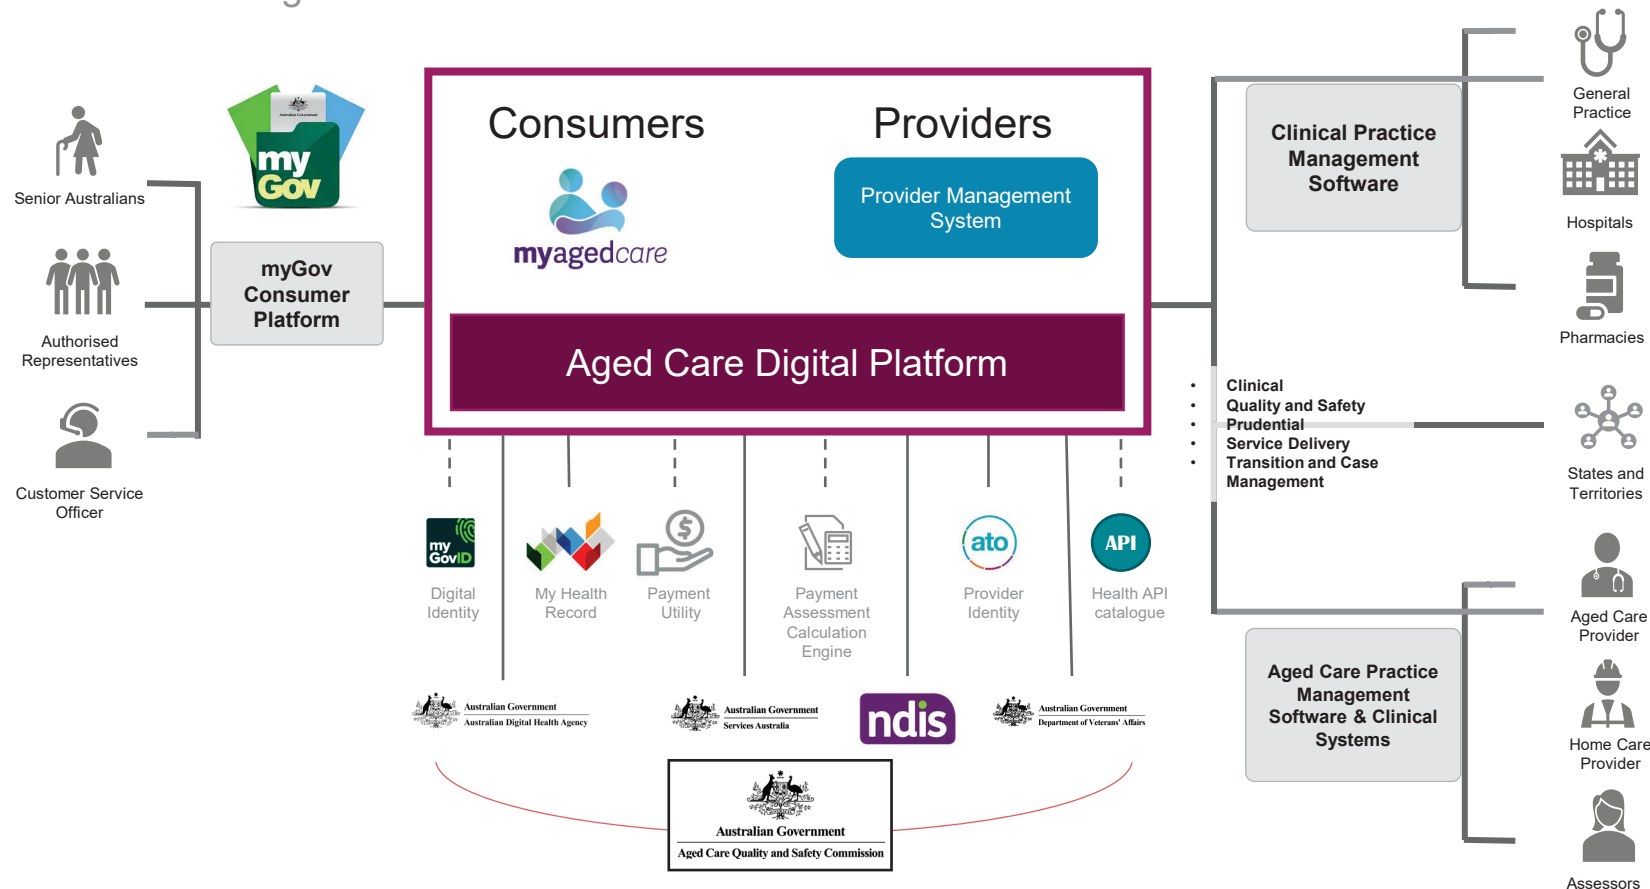 Senior Australians
Authorised
Representatives
Customer Service
Officer
Australian Government
my
Gov
myGov
Consumer
Platform
Consumers
myagedcare
Providers
Provider Management
System
Aged Care Digital Platform
my
GovID
Digital
Identity
My Health
Record
$
Payment
Utility
Payment
Assessment
Calculation
Engine
ato
Provider
Identity
API
Health API
catalogue
Australian Government
Australian Digital Health Agency
Australian Government
Services Australia
ndis
Australian Government
Department of Veterans' Affairs
Australian Government
Aged Care Quality and Safety Commission
Clinical Practice
Management
Software
• Clinical
• Quality and Safety
• Prudential
• Service Delivery
• Transition and Case
Management
Aged Care Practice
Management
Software & Clinical
Systems
General
Practice
Hospitals
Pharmacies
States and
Territories
Aged Care
Provider
Home Care
Provider
Assessors